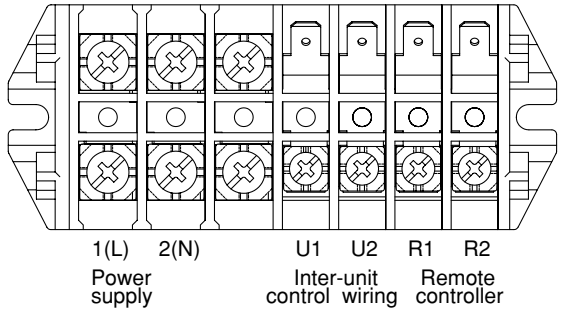 1(L) 2(N) U1 U2 R1 R2
Power Inter-unit Remote
supply control wiring controller